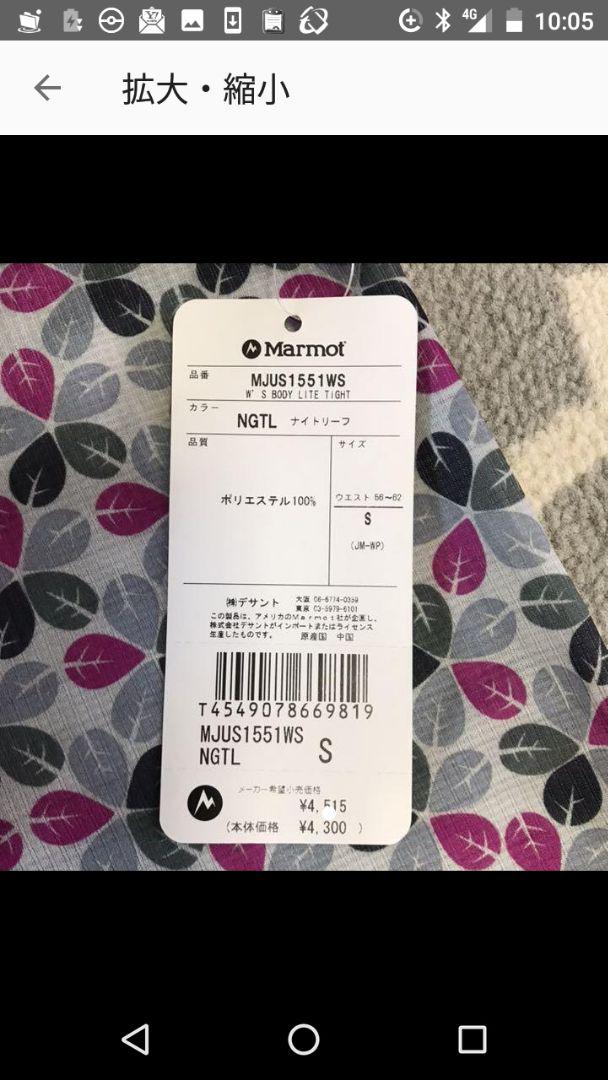 4G 10:05
拡大・縮小
Marmot
品番 MJUS1551WS
W'S BODY LITE TIGHT
カラー NGTL ナイトリーフ
品質 サイズ
ポリエステル100% ウエスト 56〜62
S
(JM-WP)
㈱デサント 大阪 06-6774-0359
東京 03-5979-6101
この製品は、アメリカのMarmot社が企画し、
株式会社デサントがインポートまたはライセンス
生産したものです。 原産国 中国
T4549078669819
MJUS1551WS
NGTL S
メーカー希望小売価格
¥4,515
(本体価格 ¥4,300 )